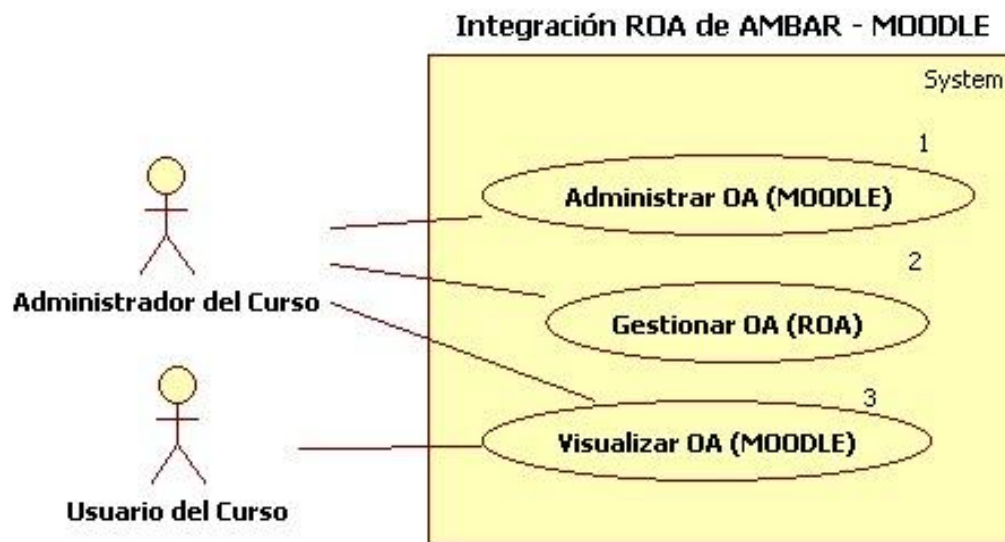 Integración ROA de AMBAR - MOODLE
System
1
Administrar OA (MOODLE)
2
Administrador del Curso
Gestionar OA (ROA)
3
Visualizar OA (MOODLE)
Usuario del Curso